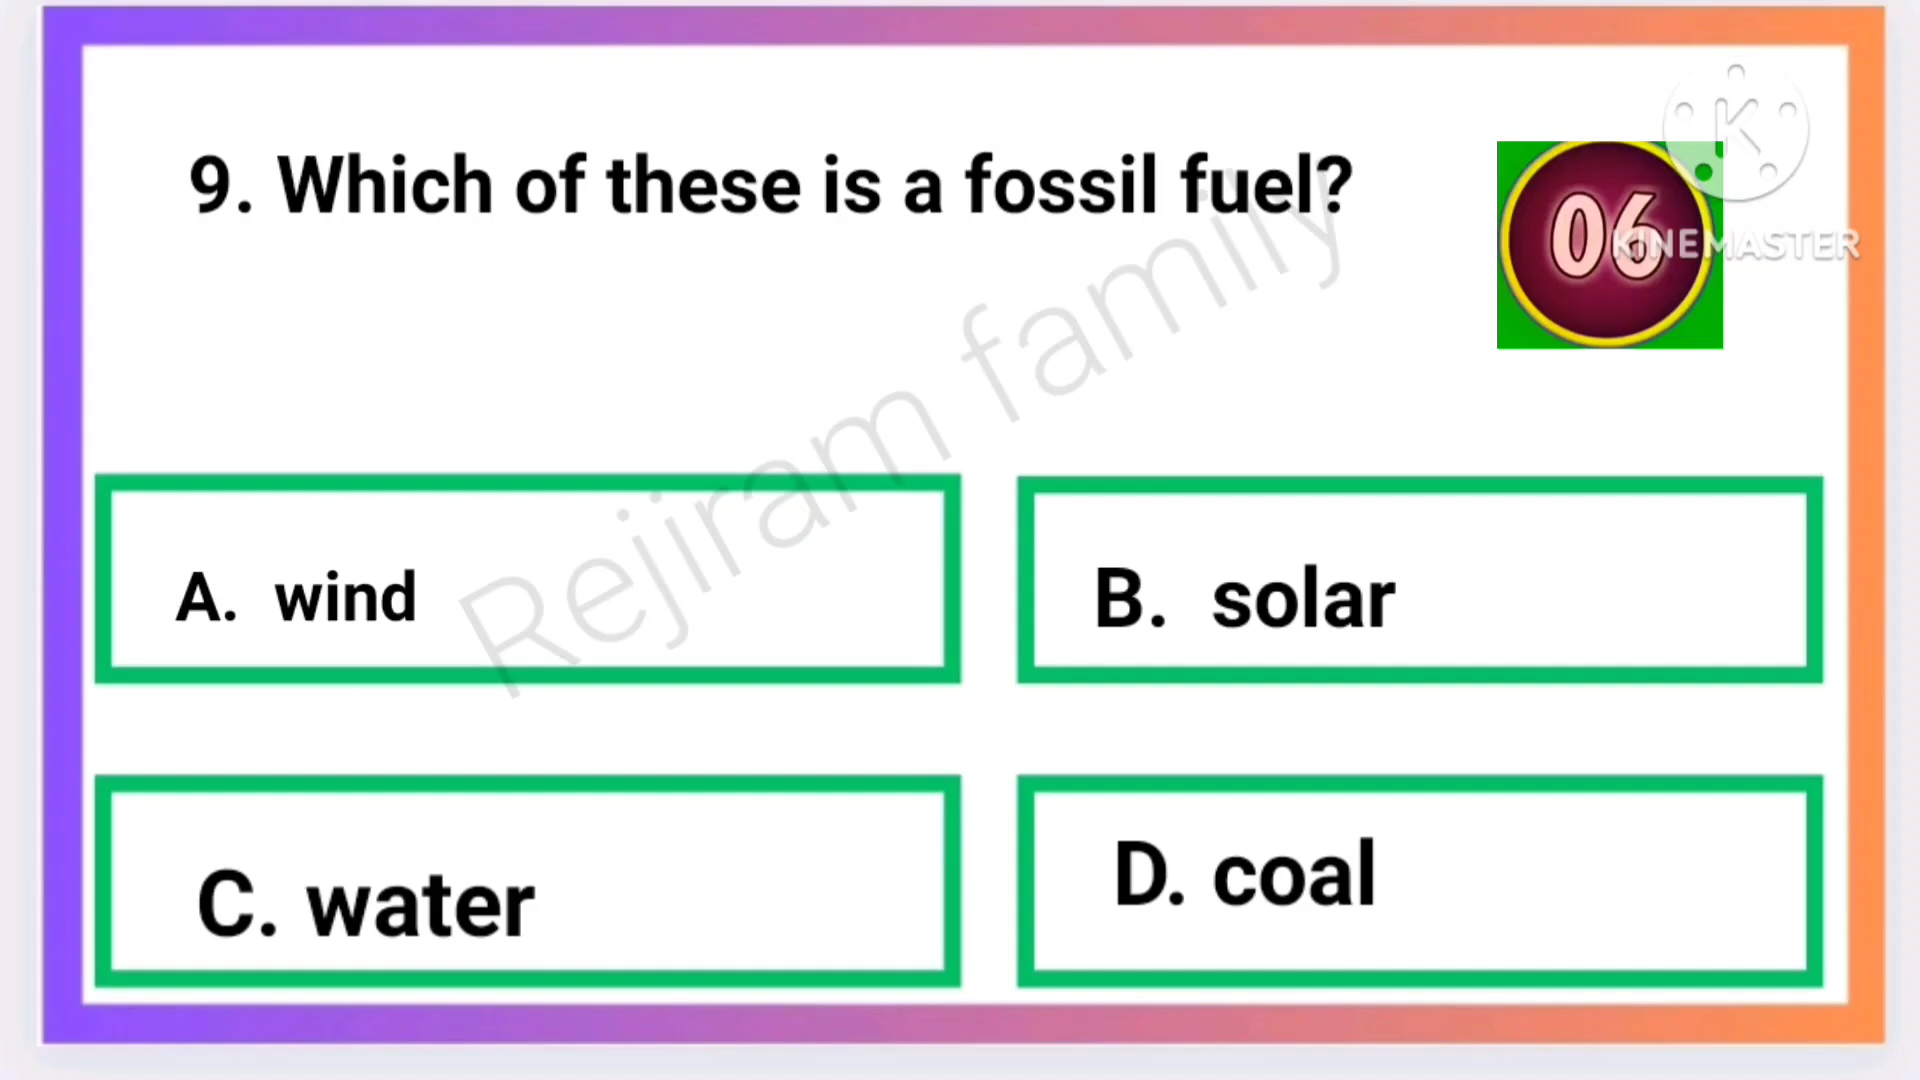 9. Which of these is a fossil fuel?
06
KINEMASTER
Rejiram family
A. wind
B. solar
C. water
D. coal